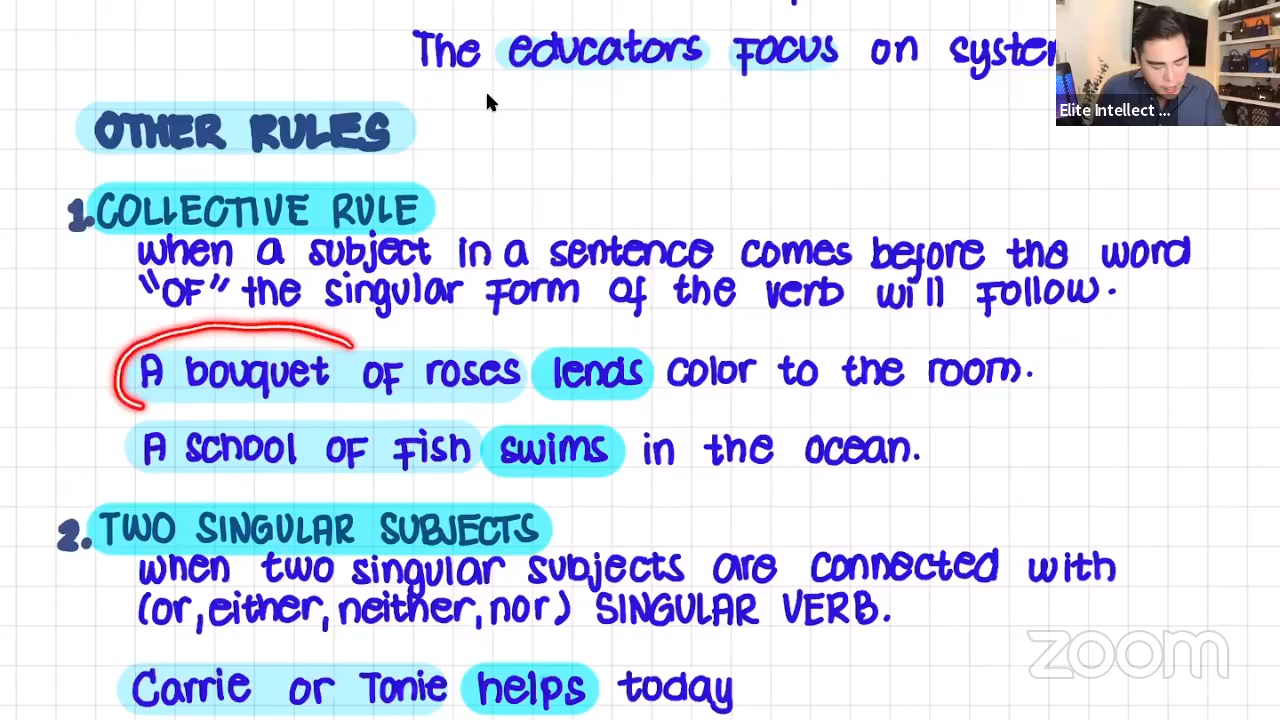 The educators focus on
Elite Intellect ...
OTHER RULES
1. COLLECTIVE RULE
when a subject in a sentence comes before the word
"OF" the singular form of the verb will follow.
A bouquet of roses lends color to the room.
A school of fish swims in the ocean.
2. TWO SINGULAR SUBJECTS
when two singular subjects are connected with
(or, either, neither, nor) SINGULAR VERB.
zoom
Carrie or Tonie helps today